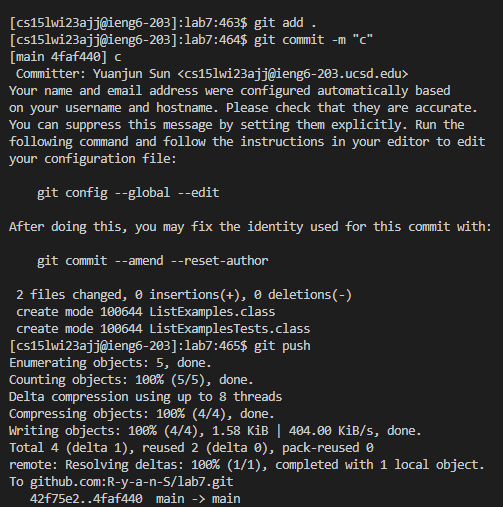 [cs15lwi23ajj@ieng6-203]:lab7:463$ git add .
[cs15lwi23ajj@ieng6-203]:lab7:464$ git commit -m "c"
[main 4faf440] c
 Committer: Yuanjun Sun <cs15lwi23ajj@ieng6-203.ucsd.edu>
Your name and email address were configured automatically based
on your username and hostname. Please check that they are accurate.
You can suppress this message by setting them explicitly. Run the
following command and follow the instructions in your editor to edit
your configuration file:

    git config --global --edit

After doing this, you may fix the identity used for this commit with:

    git commit --amend --reset-author

 2 files changed, 0 insertions(+), 0 deletions(-)
 create mode 100644 ListExamples.class
 create mode 100644 ListExamplesTests.class
[cs15lwi23ajj@ieng6-203]:lab7:465$ git push
Enumerating objects: 5, done.
Counting objects: 100% (5/5), done.
Delta compression using up to 8 threads
Compressing objects: 100% (4/4), done.
Writing objects: 100% (4/4), 1.58 KiB | 404.00 KiB/s, done.
Total 4 (delta 1), reused 2 (delta 0), pack-reused 0
remote: Resolving deltas: 100% (1/1), completed with 1 local object.
To github.com:R-y-a-n-S/lab7.git
   42f75e2..4faf440  main -> main